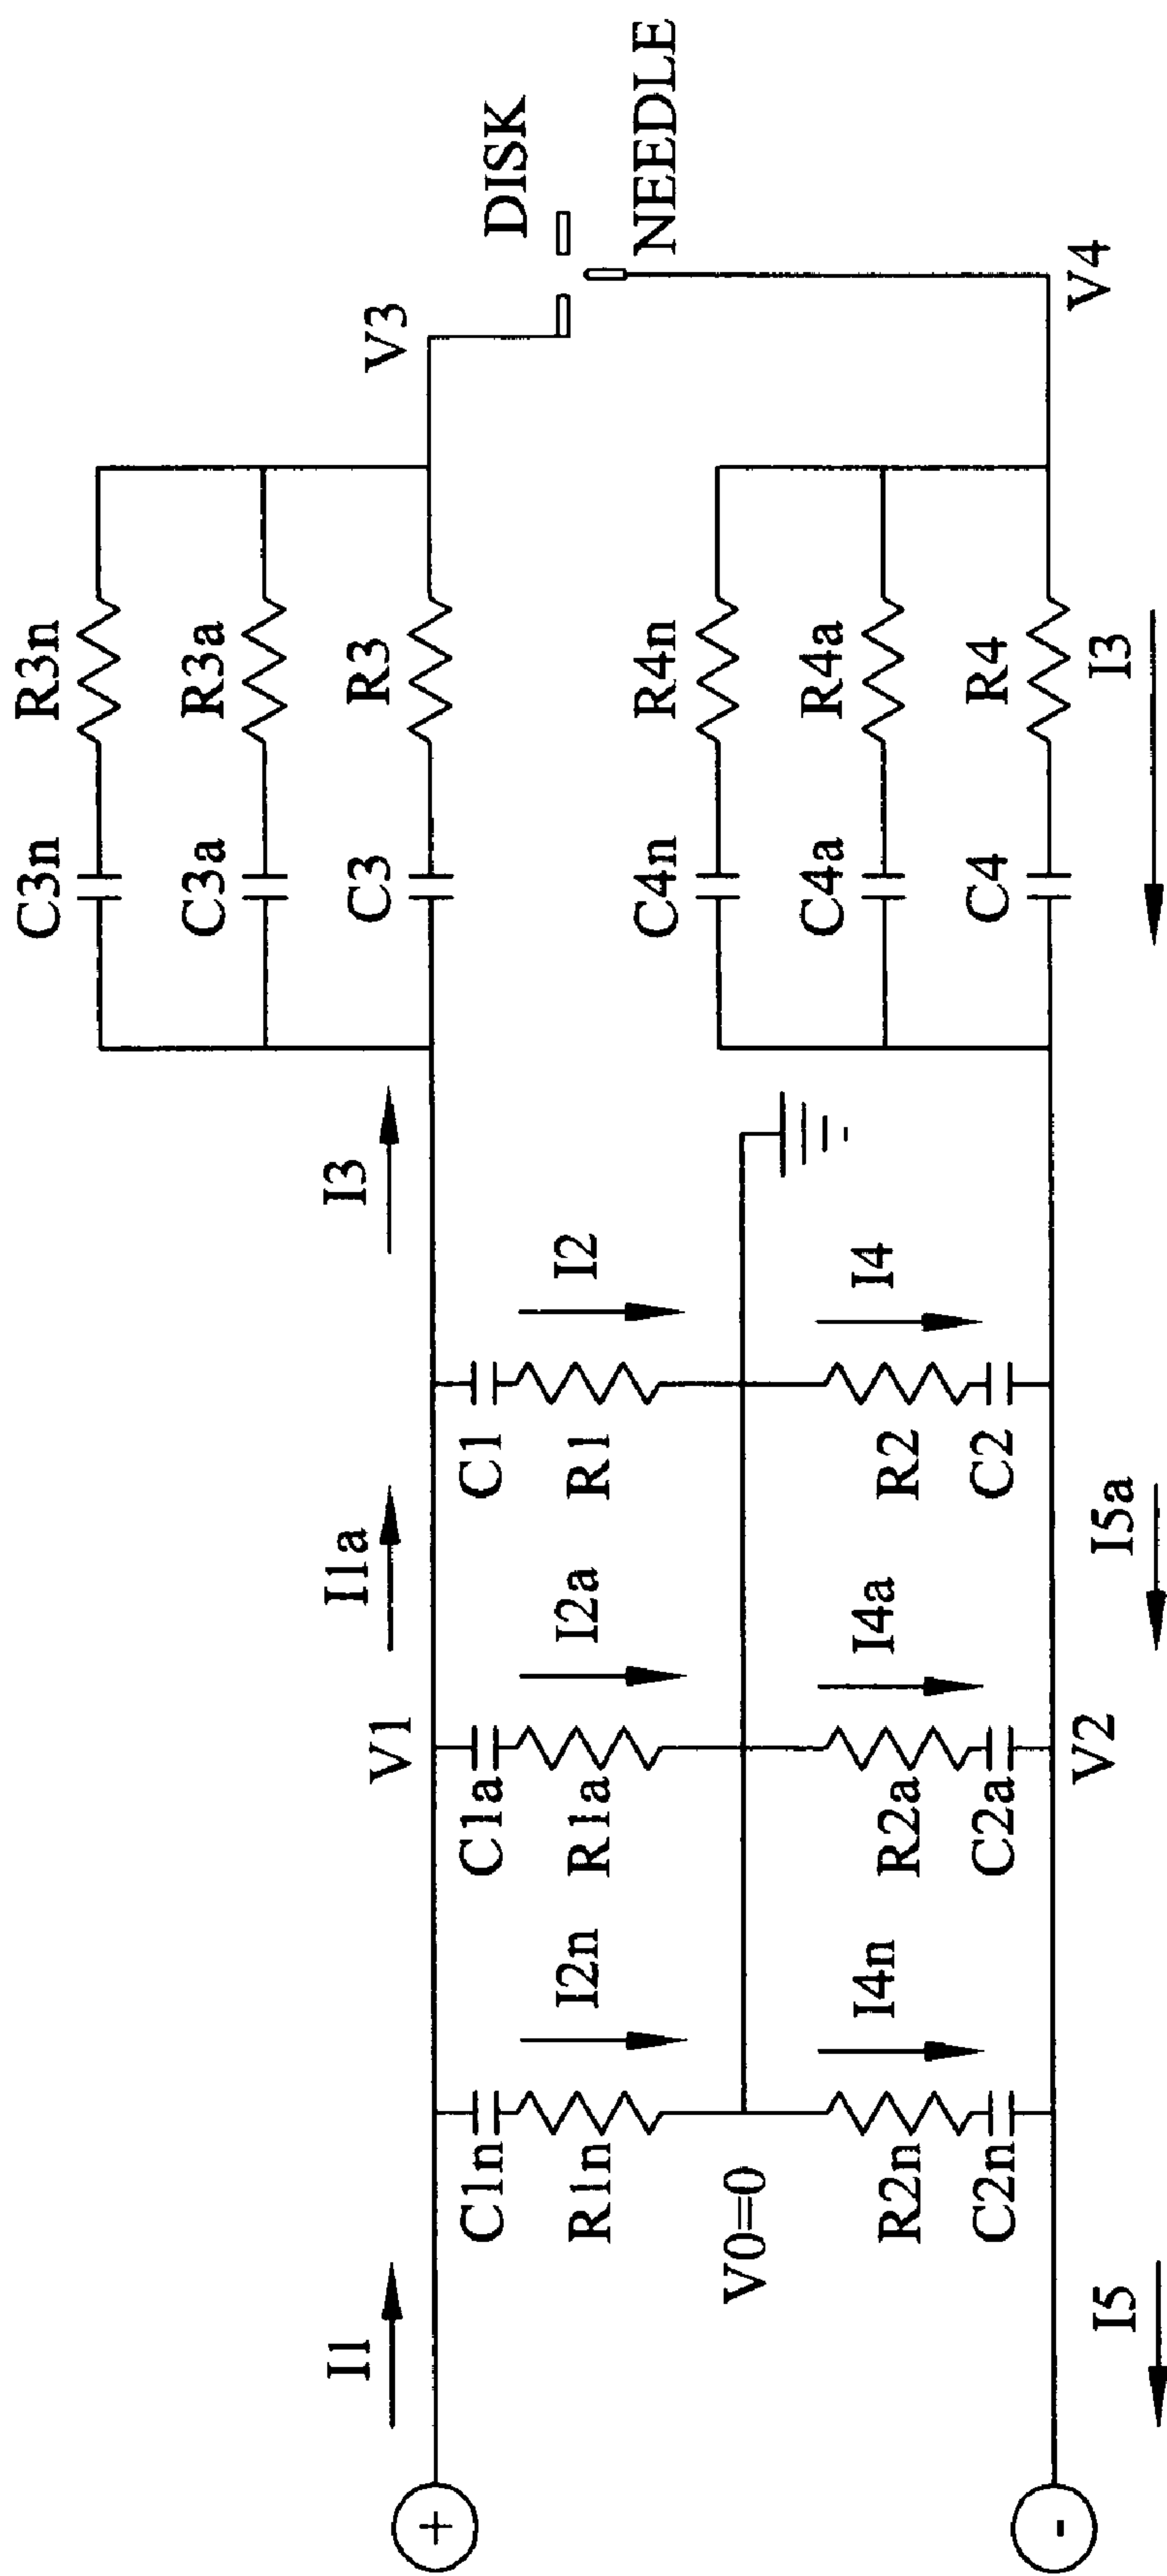 C3n R3n
C3a R3a
C3 R3
V3
DISK
NEEDLE
I1
I1a
I3
V1
C1n
R1n
I2n
C1a
R1a
I2a
C1
R1
I2
V0=0
R2n
C2n
I4n
R2a
C2a
I4a
R2
C2
I4
C4n R4n
C4a R4a
C4 R4
V4
V2
I5
I5a
I3
+
-